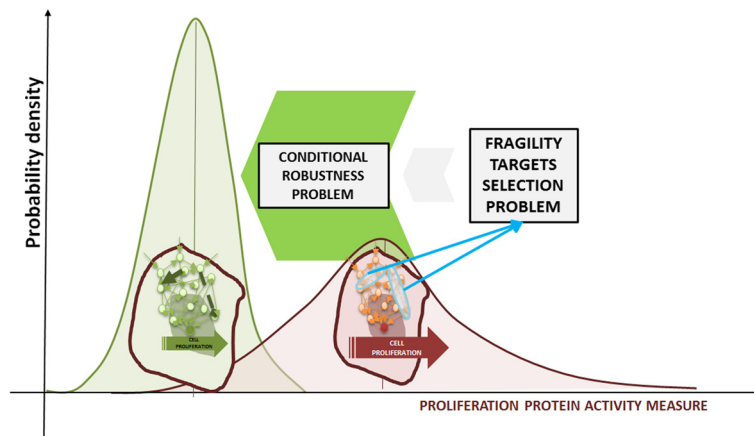 Probability density
CONDITIONAL
ROBUSTNESS
PROBLEM
FRAGILITY
TARGETS
SELECTION
PROBLEM
CELL
PROLIFERATION
CELL
PROLIFERATION
PROLIFERATION PROTEIN ACTIVITY MEASURE